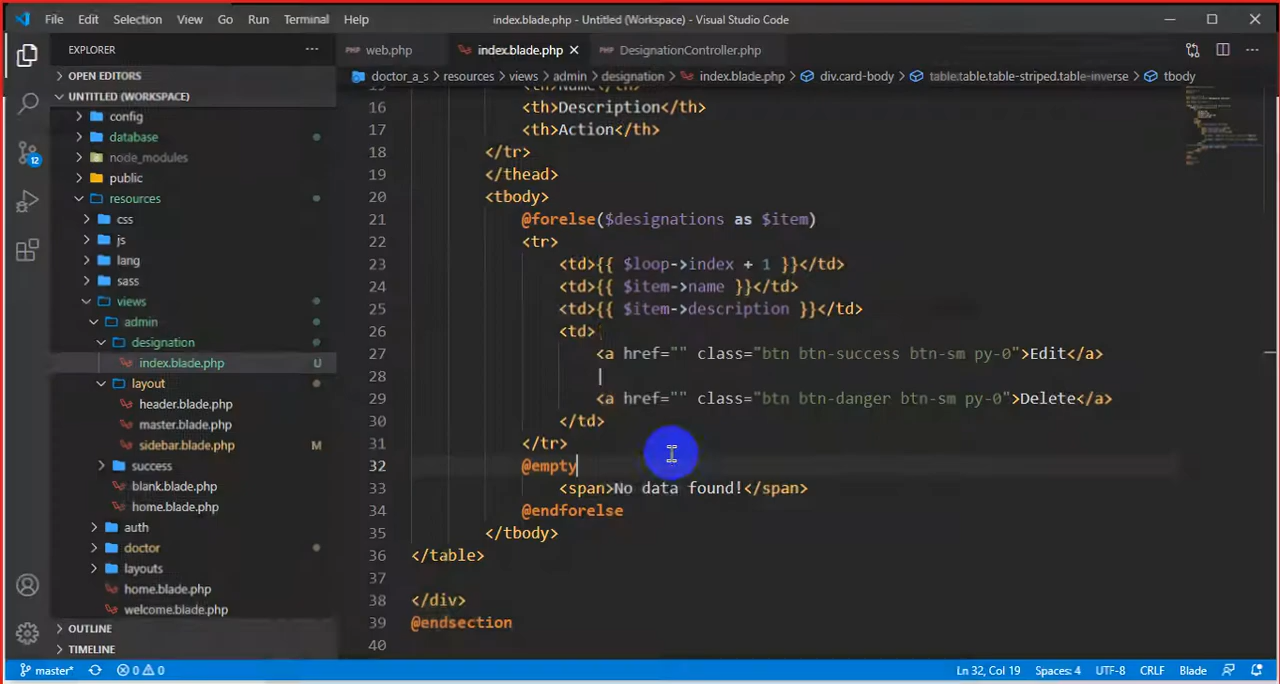 File Edit Selection View Go Run Terminal Help index.blade.php - Untitled (Workspace) - Visual Studio Code
EXPLORER ···
web.php index.blade.php × DesignationController.php ···
OPEN EDITORS
UNTITLED (WORKSPACE)
config
database
node_modules
public
resources
css
js
lang
sass
views
admin
designation
index.blade.php U
layout
header.blade.php
master.blade.php
sidebar.blade.php M
success
blank.blade.php
home.blade.php
auth
doctor
layouts
home.blade.php
welcome.blade.php
OUTLINE
TIMELINE
12
doctor_a_s > resources > views > admin > designation > index.blade.php > div.card-body > table.table.table-striped.table-inverse > tbody
15 <th>Name</th>
16 <th>Description</th>
17 <th>Action</th>
18 </tr>
19 </thead>
20 <tbody>
21 @forelse($designations as $item)
22 <tr>
23 <td>{{ $loop->index + 1 }}</td>
24 <td>{{ $item->name }}</td>
25 <td>{{ $item->description }}</td>
26 <td>
27 <a href="" class="btn btn-success btn-sm py-0">Edit</a>
28 |
29 <a href="" class="btn btn-danger btn-sm py-0">Delete</a>
30 </td>
31 </tr>
32 @empty
33 <span>No data found!</span>
34 @endforelse
35 </tbody>
36 </table>
37
38 </div>
39 @endsection
40
master* 0 0 Ln 32, Col 19 Spaces: 4 UTF-8 CRLF Blade